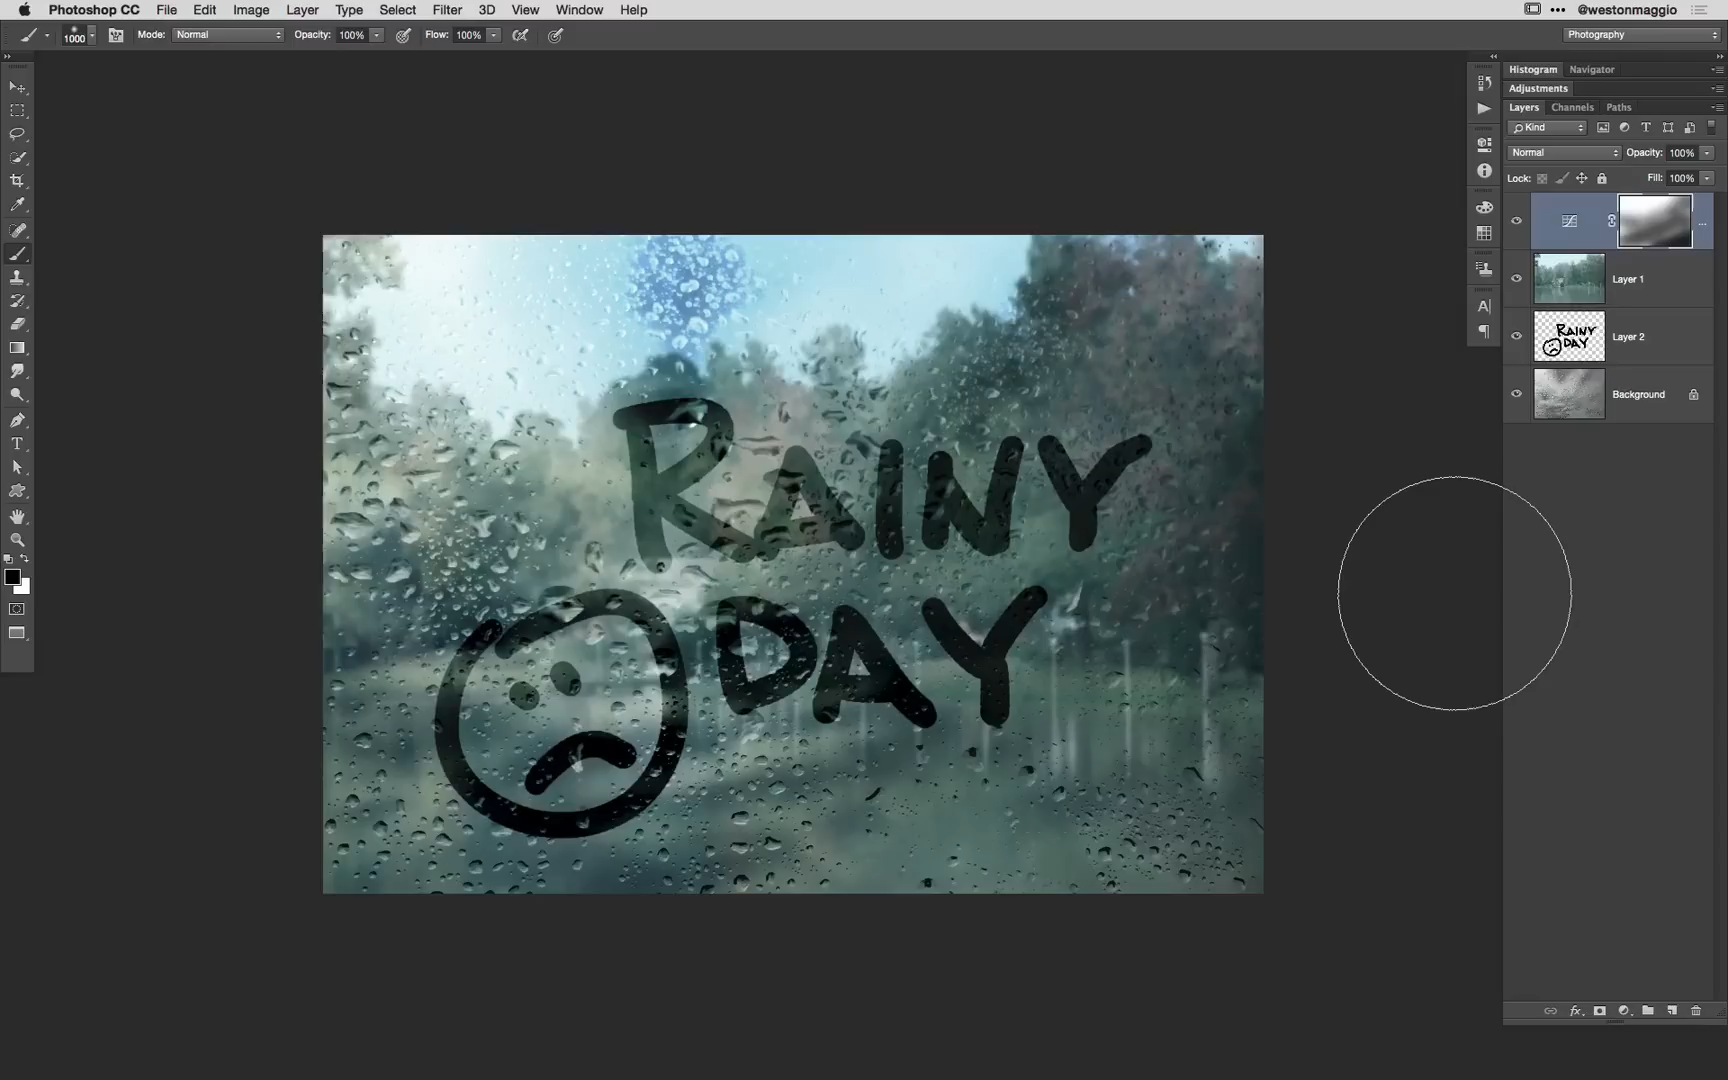 Photoshop CC File Edit Image Layer Type Select Filter 3D View Window Help @westonmaggio
1000 Mode: Normal Opacity: 100% Flow: 100% Photography
Histogram Navigator
Adjustments
Layers Channels Paths
Kind
Normal Opacity: 100%
Lock: Fill: 100%
...
Layer 1
Layer 2
Background
RAINY
DAY
RAINY
DAY